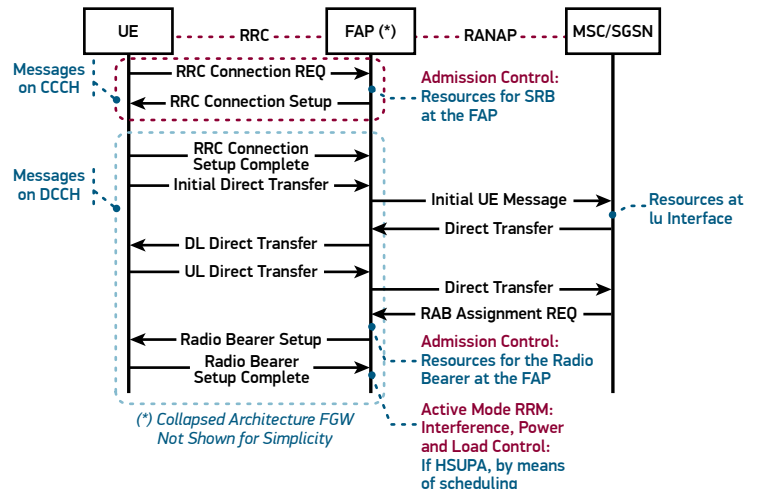 UE
RRC
FAP (*)
RANAP
MSC/SGSN
Messages
on CCCH
RRC Connection REQ
RRC Connection Setup
Admission Control:
Resources for SRB
at the FAP
Messages
on DCCH
RRC Connection
Setup Complete
Initial Direct Transfer
Initial UE Message
Resources at
lu Interface
Direct Transfer
DL Direct Transfer
UL Direct Transfer
Direct Transfer
RAB Assignment REQ
Radio Bearer Setup
Admission Control:
Resources for the Radio
Bearer at the FAP
Radio Bearer
Setup Complete
(*) Collapsed Architecture FGW
Not Shown for Simplicity
Active Mode RRM:
Interference, Power
and Load Control:
If HSUPA, by means
of scheduling